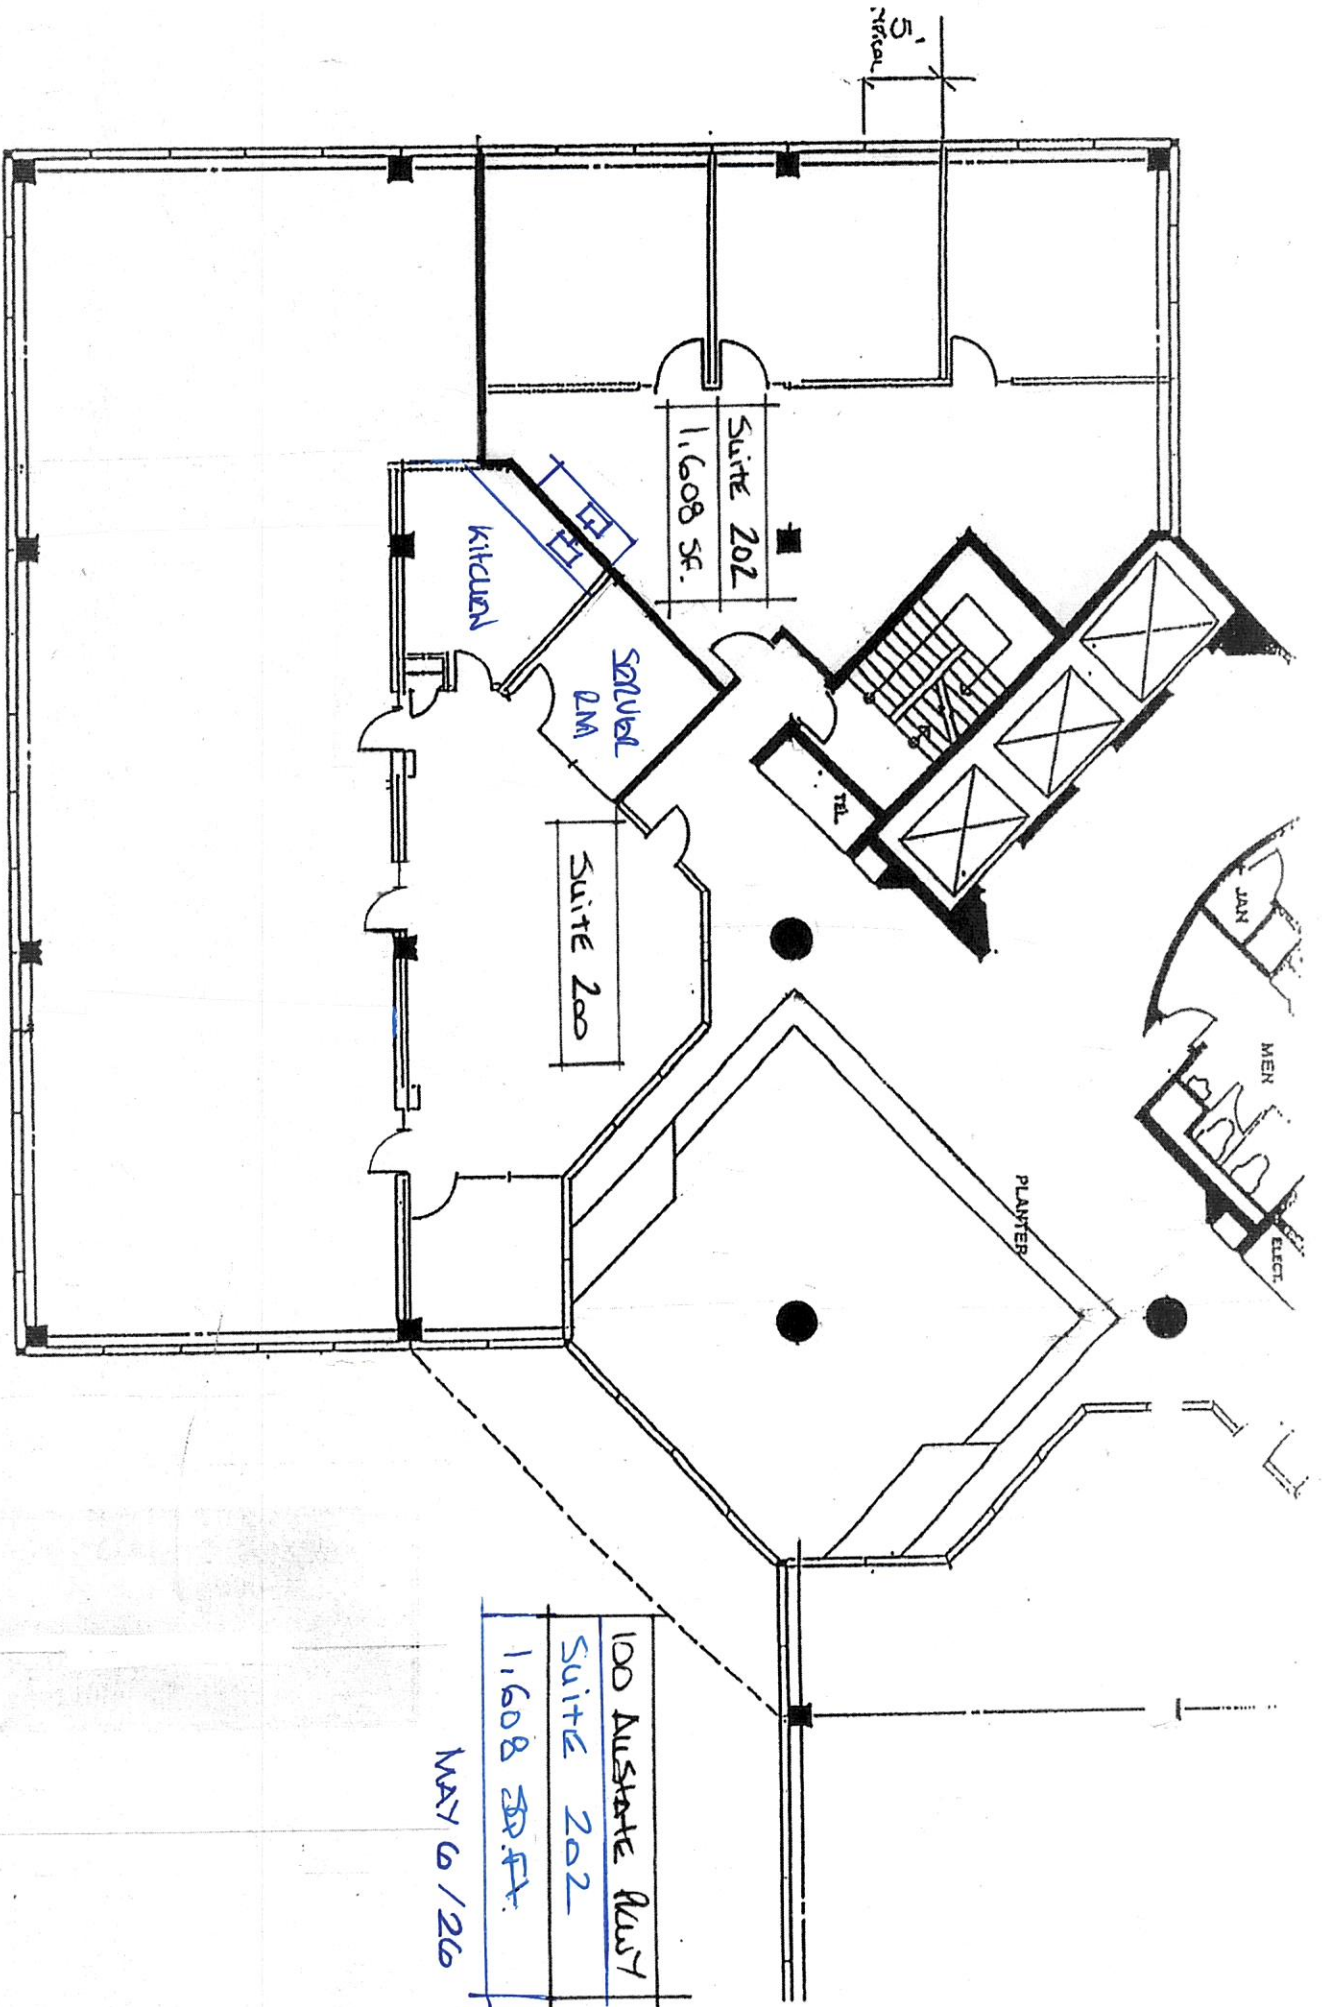 5'
Suite 202
1,608 SF.
KitcHEN
SERVER
RM
Suite 200
TEL
JAN
MEN
ELECT.
PLANTER
100 AllstAtE PkwY
SuitE 202
1,608 SQ.Ft.
MAY 6/26